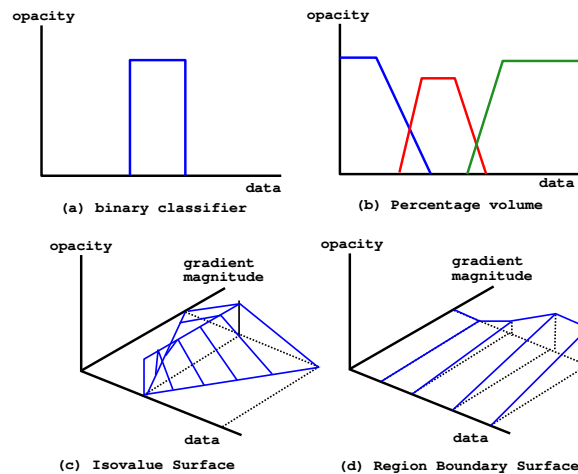 opacity
data
(a) binary classifier
opacity
data
(b) Percentage volume
opacity
gradient
magnitude
data
(c) Isovalue Surface
opacity
gradient
magnitude
data
(d) Region Boundary Surface